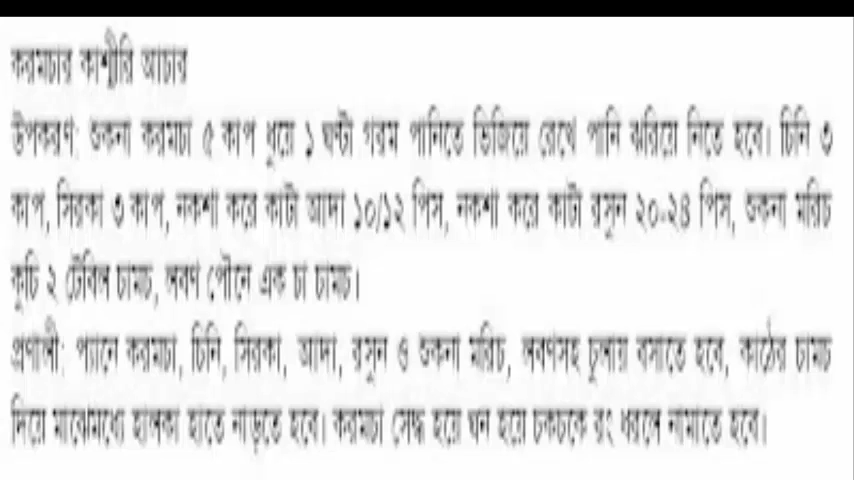 করমচার কাশ্মীরি আচার
উপকরণ: শুকনা করমচা ৫ কাপ ধুয়ে ১ ঘণ্টা গরম পানিতে ভিজিয়ে রেখে পানি ঝরিয়ে নিতে হবে। চিনি ৩
কাপ, সিরকা ৩ কাপ, নকশা করে কাটা আদা ১০/১২ পিস, নকশা করে কাটা রসুন ২০-২৪ পিস, শুকনা মরিচ
কুচি ২ টেবিল চামচ, লবণ পৌনে এক চা চামচ।
প্রণালী: প্যানে করমচা, চিনি, সিরকা, আদা, রসুন ও শুকনা মরিচ, লবণসহ চুলায় বসাতে হবে, কাঠের চামচ
দিয়ে মাঝেমধ্যে হালকা হাতে নাড়তে হবে। করমচা সেদ্ধ হয়ে ঘন হয়ে চকচকে রং ধরলে নামাতে হবে।